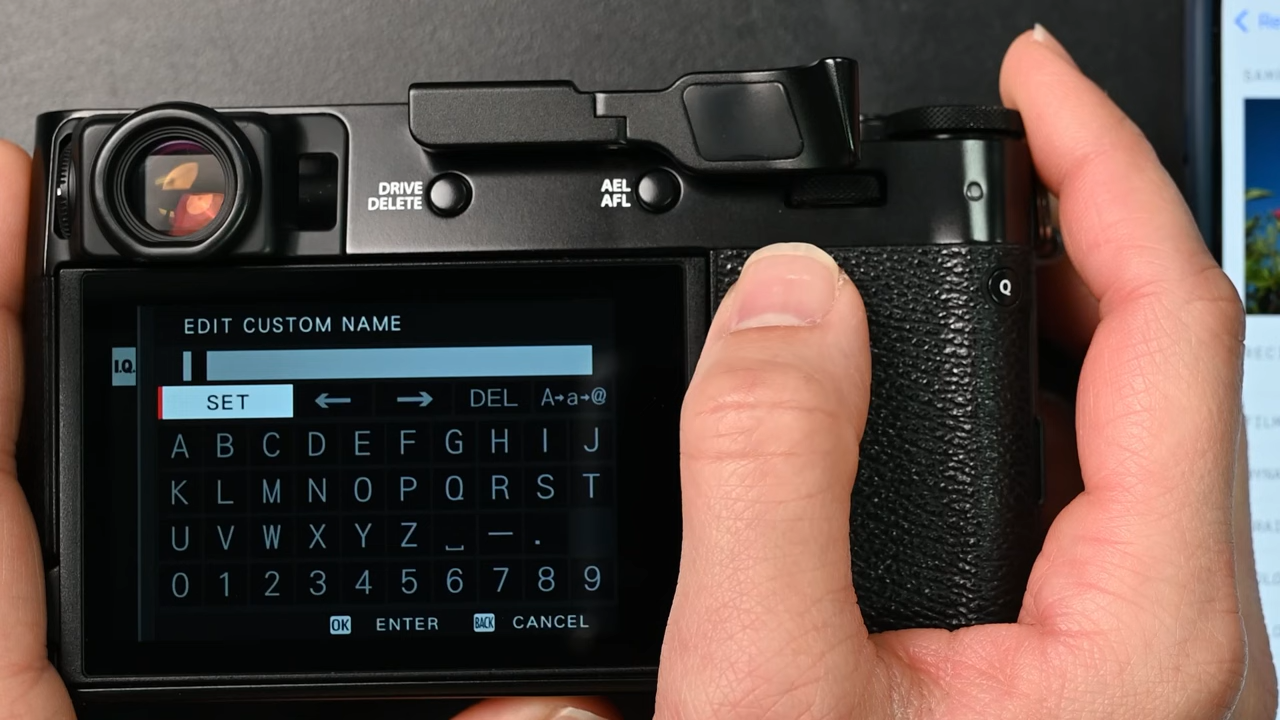 DRIVE
DELETE
AEL
AFL
Q
EDIT CUSTOM NAME
I.Q.
SET ← → DEL A→a→@
A B C D E F G H I J
K L M N O P Q R S T
U V W X Y Z ⎵ — .
0 1 2 3 4 5 6 7 8 9
OK ENTER BACK CANCEL